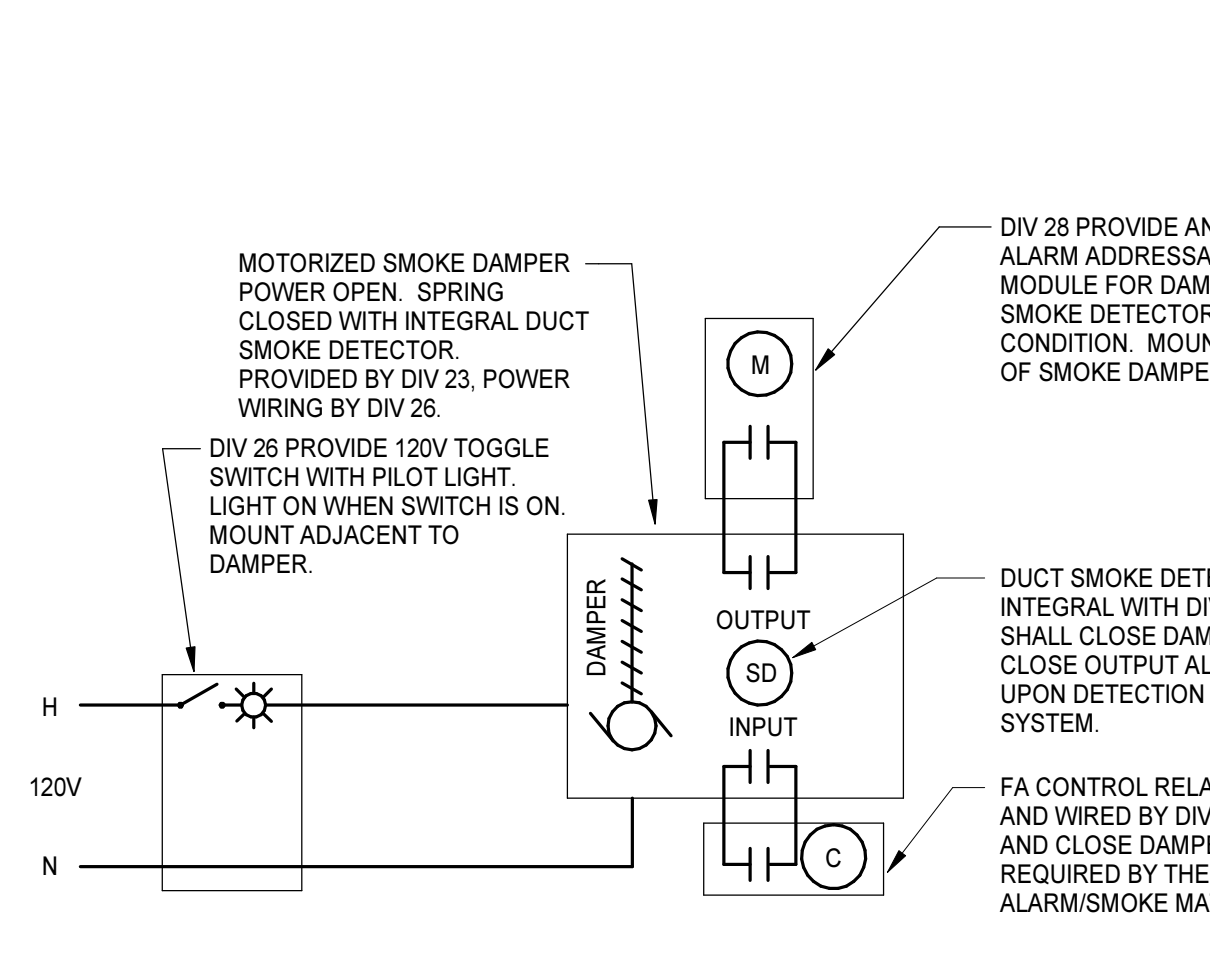 MOTORIZED SMOKE DAMPER
POWER OPEN. SPRING
CLOSED WITH INTEGRAL DUCT
SMOKE DETECTOR.
PROVIDED BY DIV 23, POWER
WIRING BY DIV 26.
DIV 26 PROVIDE 120V TOGGLE
SWITCH WITH PILOT LIGHT.
LIGHT ON WHEN SWITCH IS ON.
MOUNT ADJACENT TO
DAMPER.
H
120V
N
DAMPER
M
OUTPUT
SD
INPUT
C
DIV 28 PROVIDE AN
ALARM ADDRESSA
MODULE FOR DAM
SMOKE DETECTOR
CONDITION. MOUN
OF SMOKE DAMPE
DUCT SMOKE DETE
INTEGRAL WITH DIV
SHALL CLOSE DAM
CLOSE OUTPUT AL
UPON DETECTION
SYSTEM.
FA CONTROL RELA
AND WIRED BY DIV
AND CLOSE DAMPE
REQUIRED BY THE
ALARM/SMOKE MA